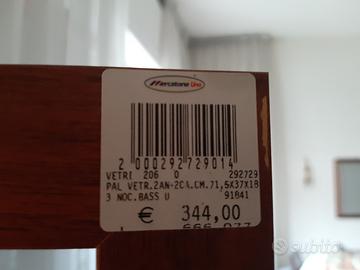 Mercatone Uno
2 000292 729014
VETRI 206 0 292729
PAL VETR.2AN-2CA.CM.71,5X37X18
3 NOC.BASS U 91841
€ 344,00
subito